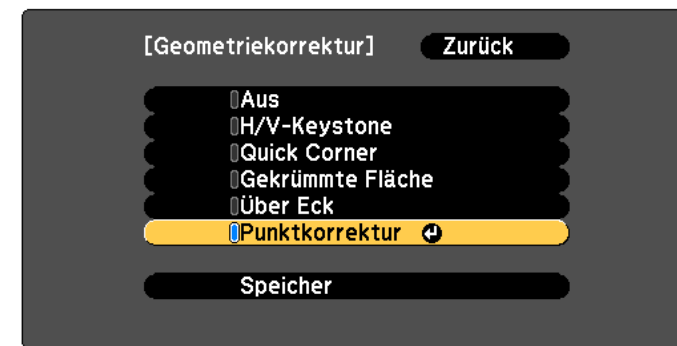 [Geometriekorrektur] Zurück
Aus
H/V-Keystone
Quick Corner
Gekrümmte Fläche
Über Eck
Punktkorrektur
Speicher